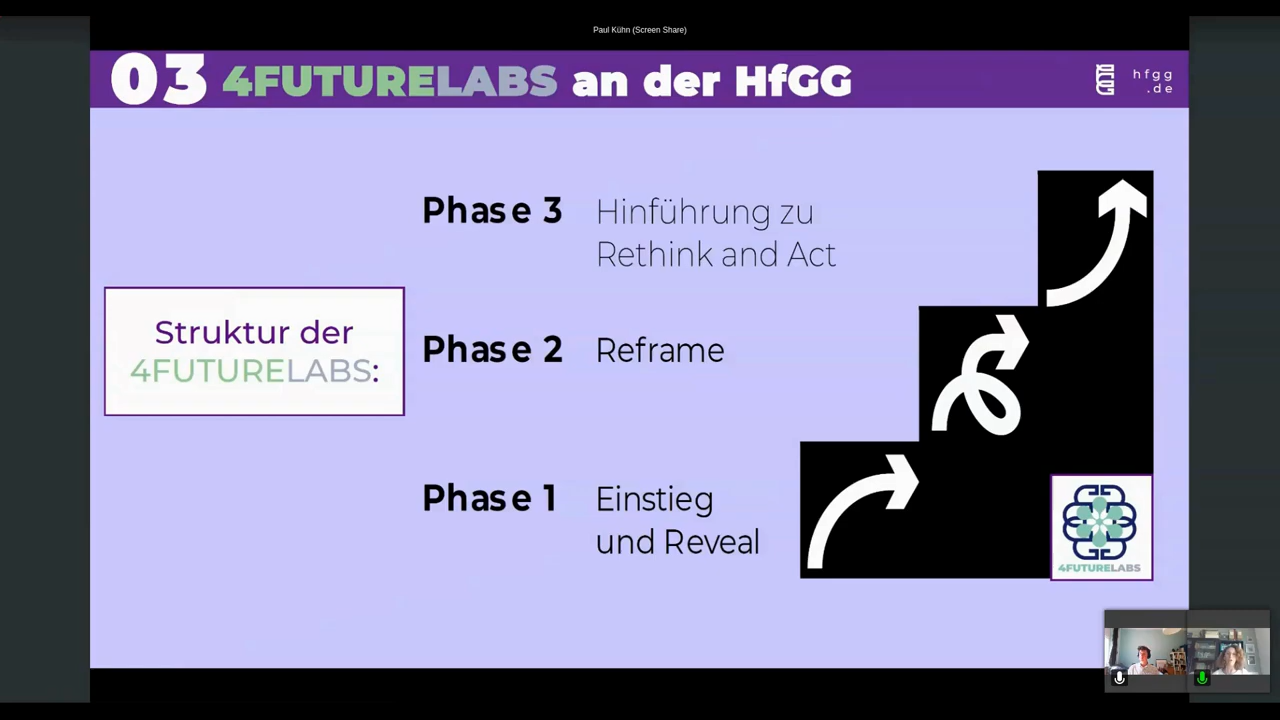 Paul Kühn (Screen Share)
03 4FUTURELABS an der HfGG
hfgg
.de
Phase 3 Hinführung zu
Rethink and Act
Struktur der
4FUTURELABS:
Phase 2 Reframe
Phase 1 Einstieg
und Reveal
4FUTURELABS